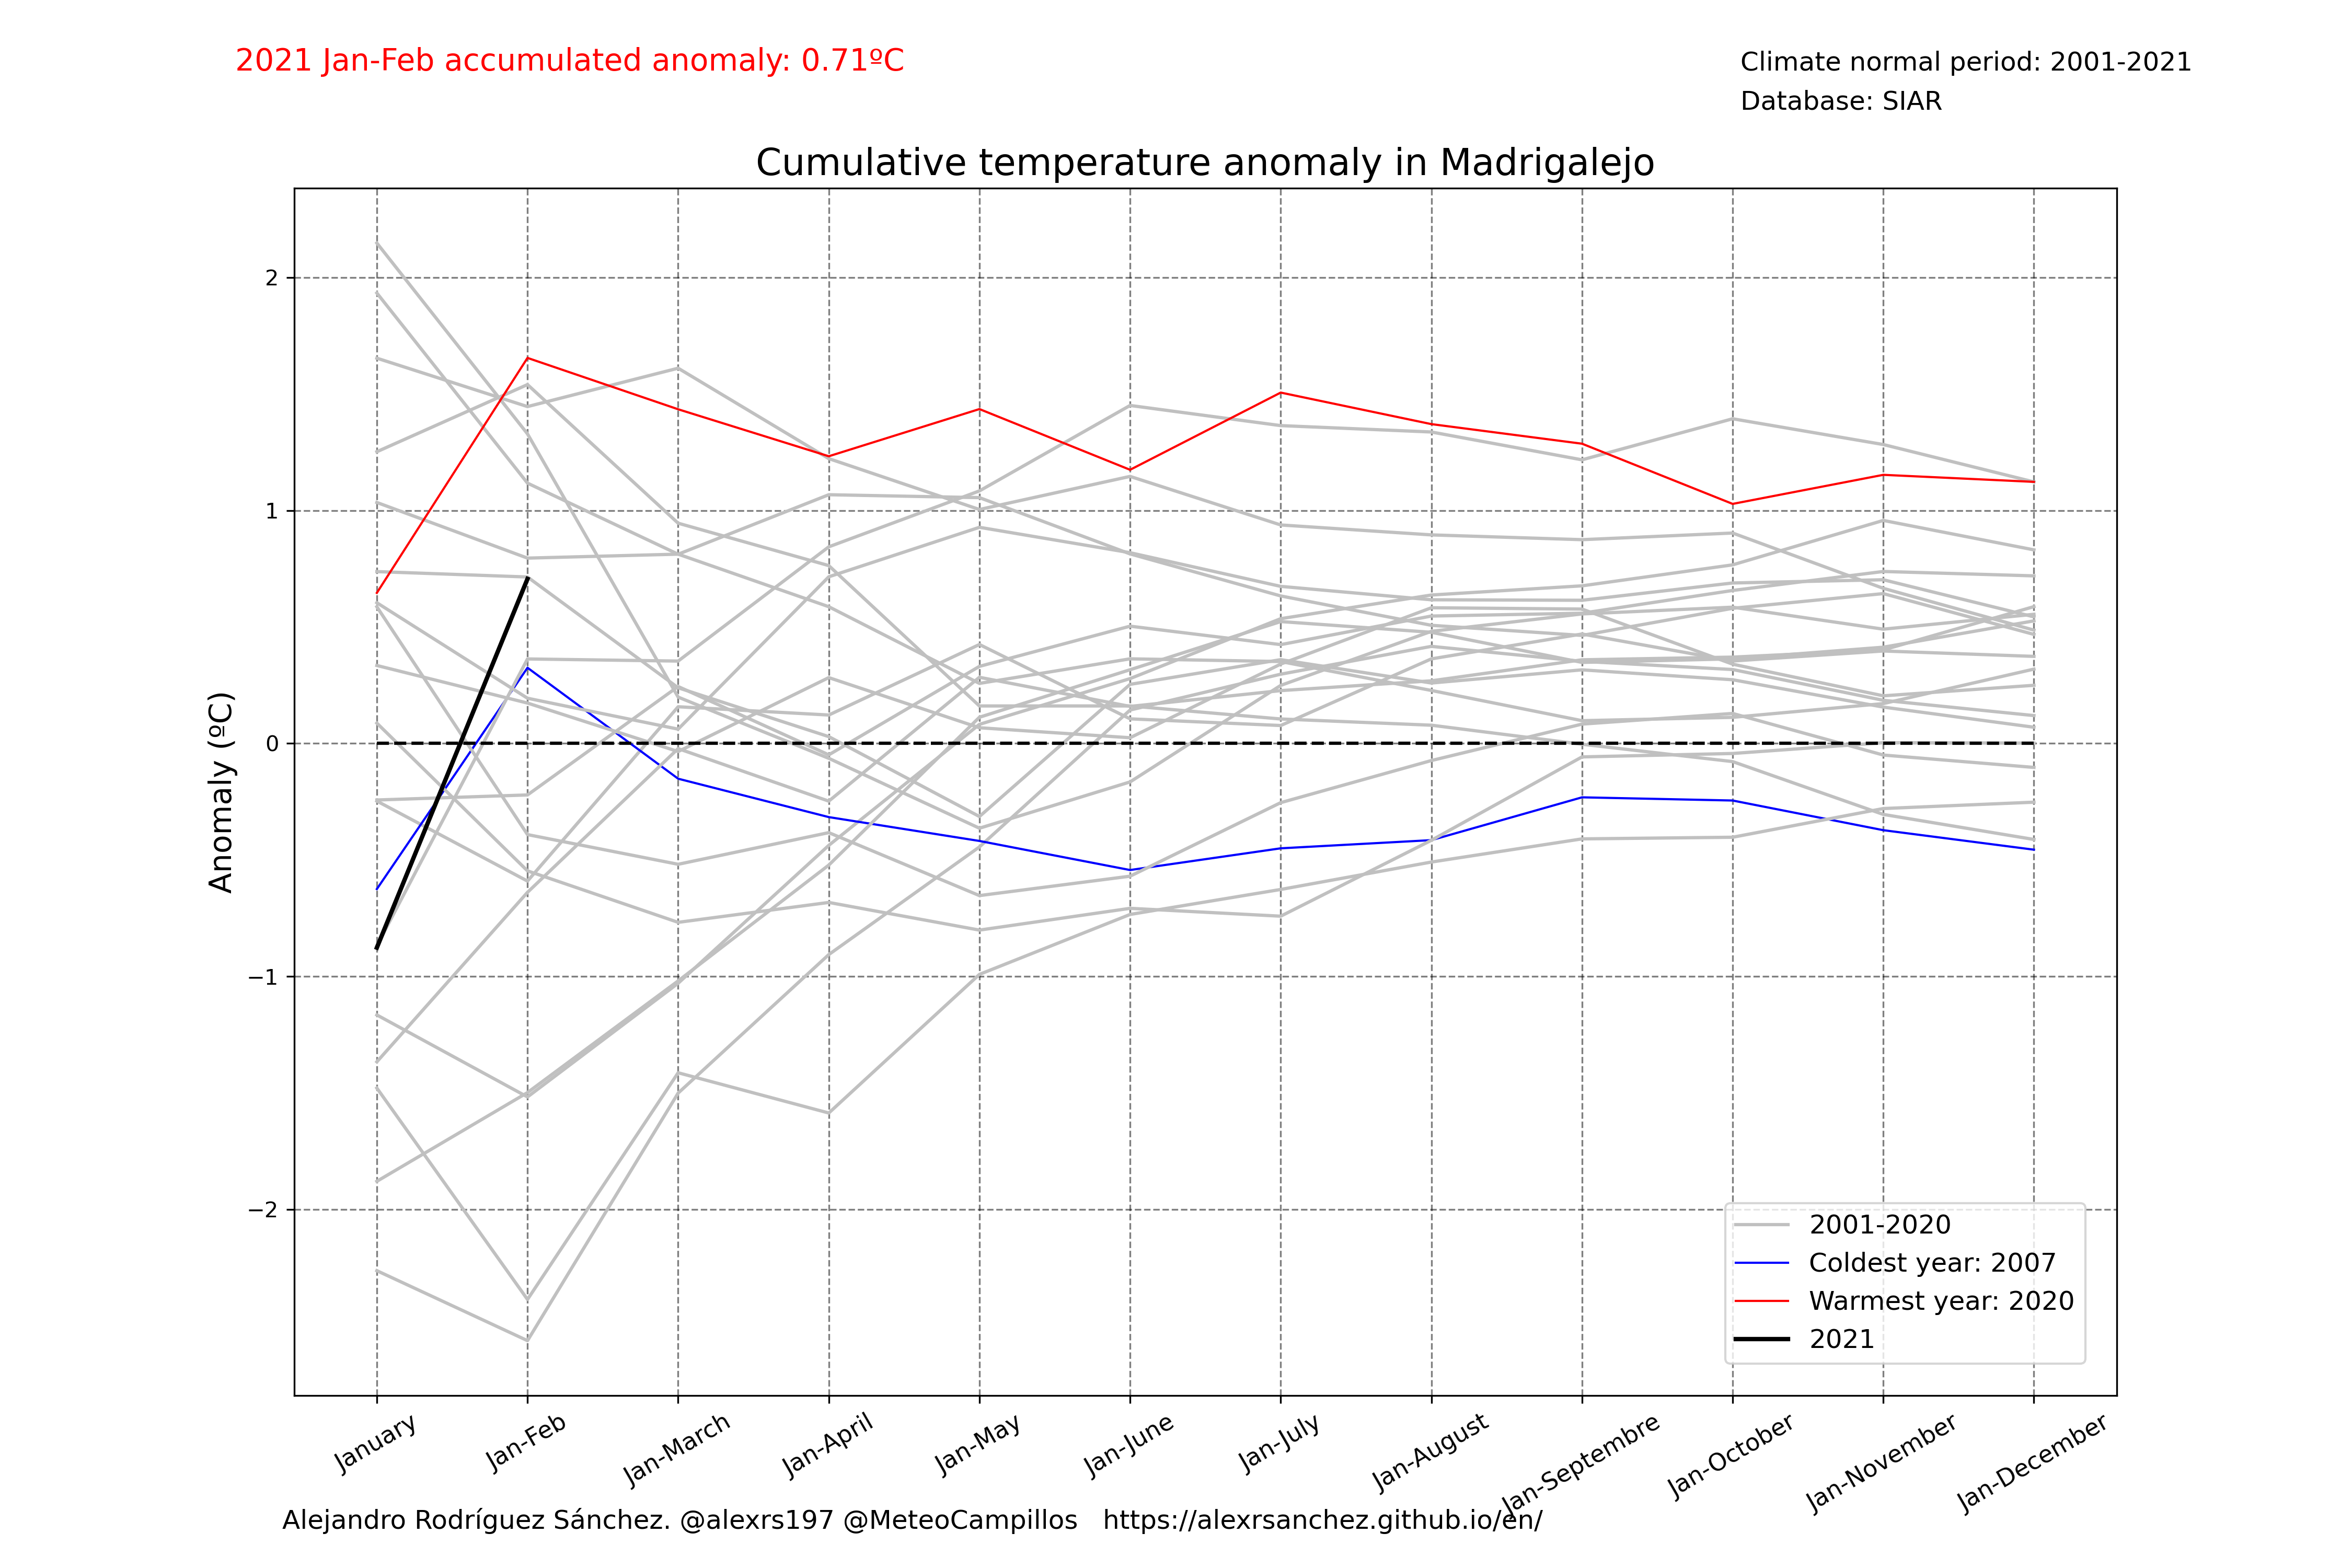 2021 Jan-Feb accumulated anomaly: 0.71ºC
Climate normal period: 2001-2021
Database: SIAR
Cumulative temperature anomaly in Madrigalejo
Anomaly (ºC)
2
1
0
−1
−2
2001-2020
Coldest year: 2007
Warmest year: 2020
2021
January
Jan-Feb
Jan-March
Jan-April
Jan-May
Jan-June
Jan-July
Jan-August
Jan-Septembre
Jan-October
Jan-November
Jan-December
Alejandro Rodríguez Sánchez. @alexrs197 @MeteoCampillos https://alexrsanchez.github.io/en/